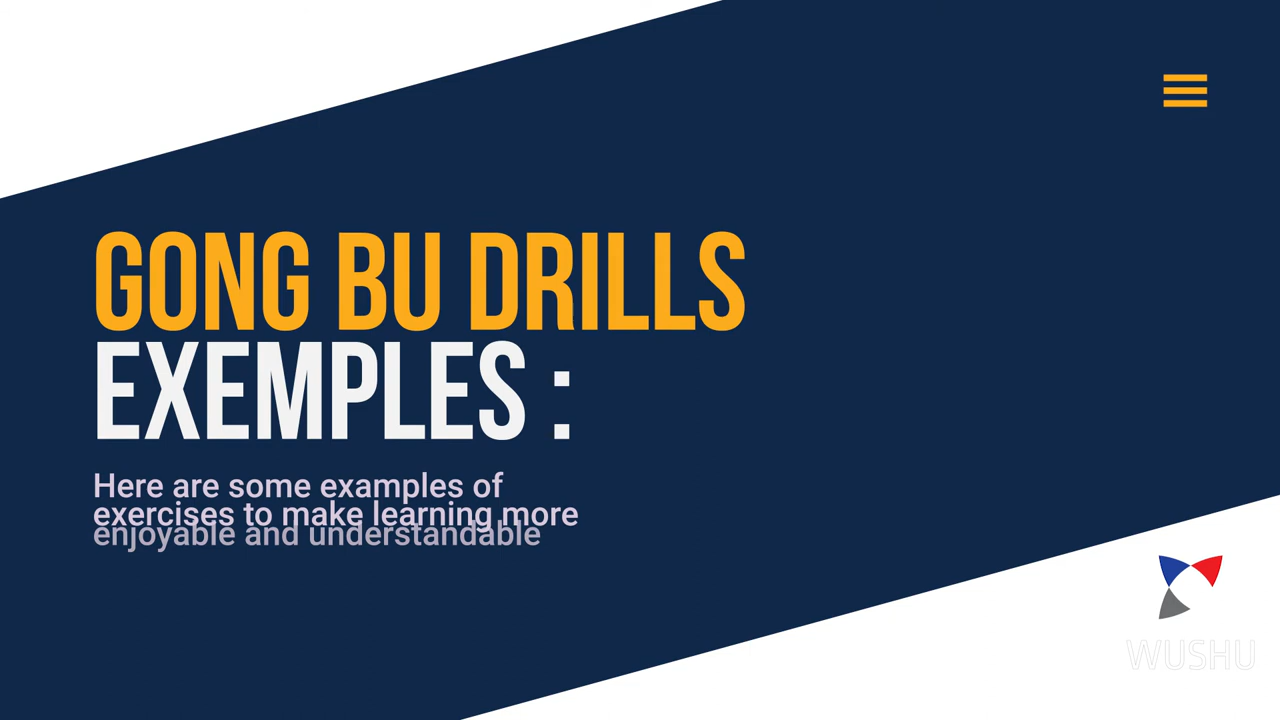 GONG BU DRILLS
EXEMPLES :
Here are some examples of
exercises to make learning more
enjoyable and understandable
WUSHU